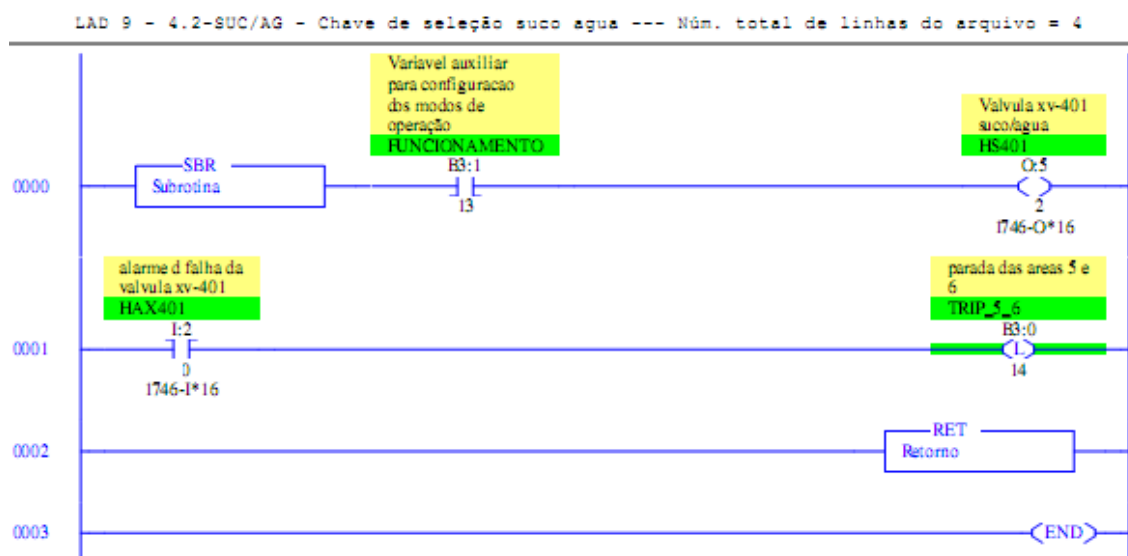 LAD 9 - 4.2-SUC/AG - Chave de seleção suco agua --- Núm. total de linhas do arquivo = 4
Variavel auxiliar
para configuracao
dos modos de
operação
FUNCIONAMENTO
B3:1
13
Valvula xv-401
suco/agua
HS401
O:5
2
1746-O*16
0000
SBR
Subrotina
alarme d falha da
valvula xv-401
HAX401
I:2
0
1746-I*16
parada das areas 5 e
6
TRIP_5_6
B3:0
L
14
0001
0002
RET
Retorno
0003
END